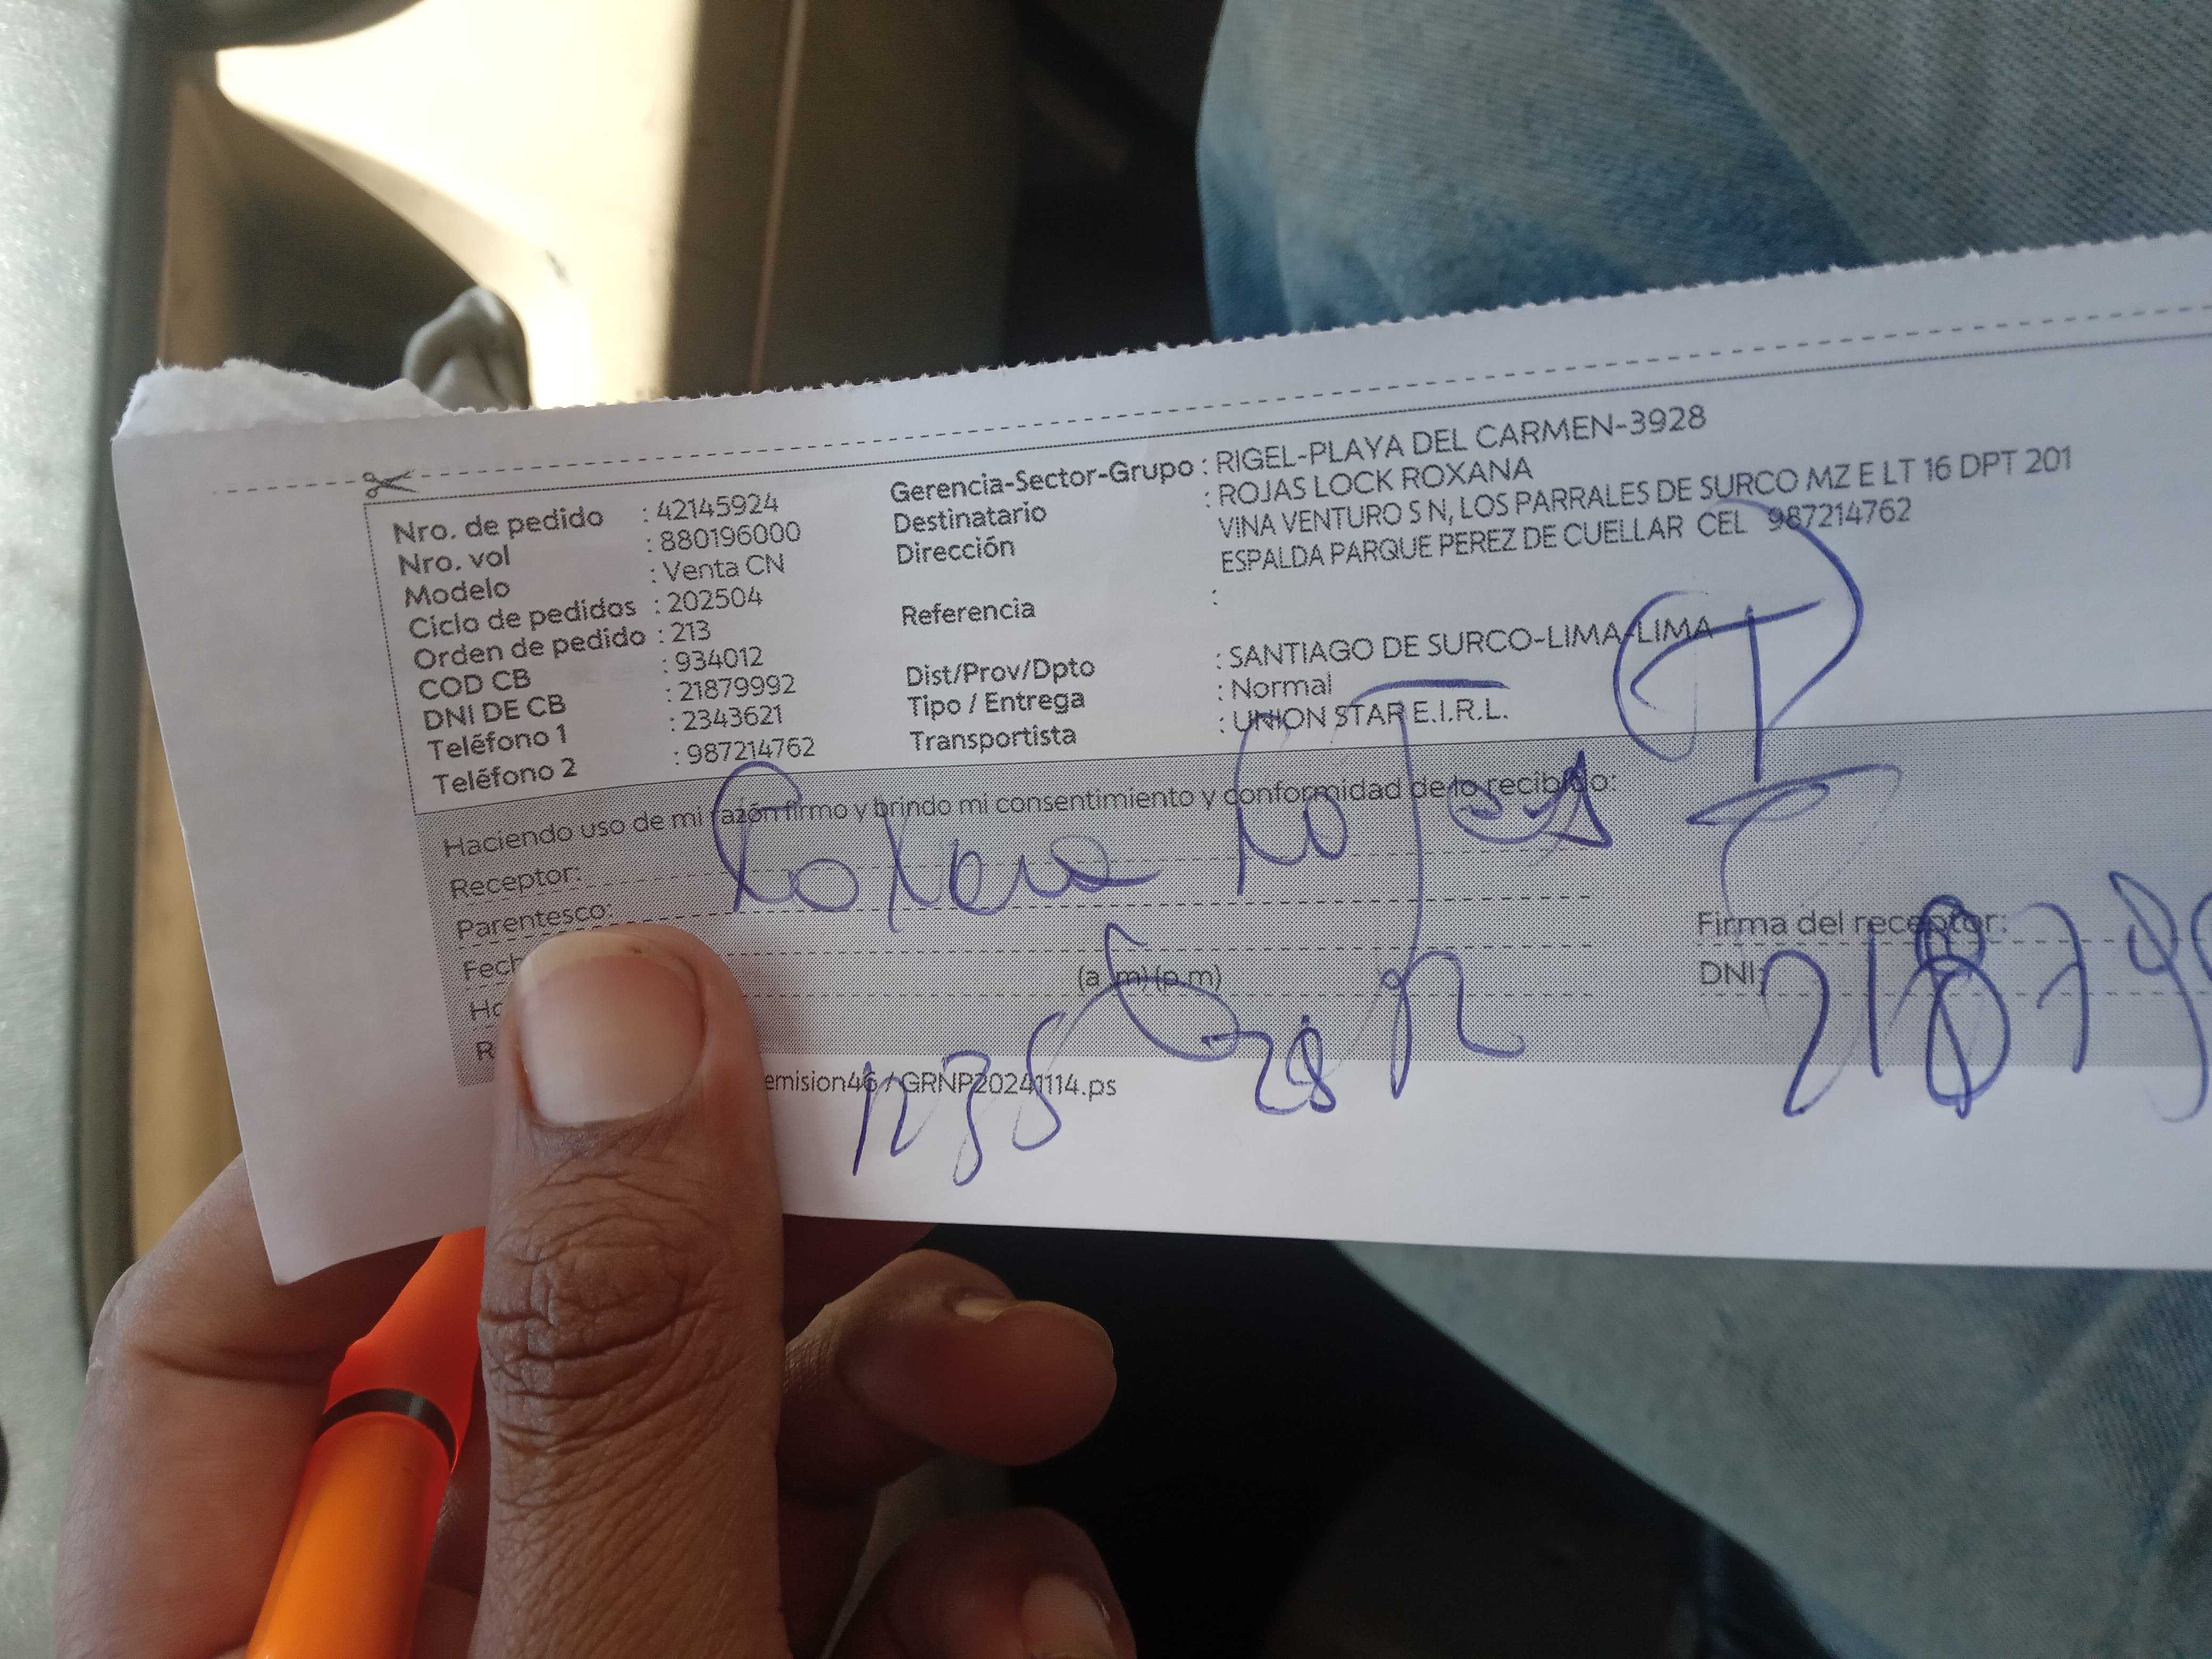 Nro. de pedido : 42145924
Nro. vol : 880196000
Modelo : Venta CN
Ciclo de pedidos : 202504
Orden de pedido : 213
COD CB : 934012
DNI DE CB : 21879992
Teléfono 1 : 2343621
Teléfono 2 : 987214762
Gerencia-Sector-Grupo : RIGEL-PLAYA DEL CARMEN-3928
Destinatario : ROJAS LOCK ROXANA
Dirección VINA VENTURO S N, LOS PARRALES DE SURCO MZ E LT 16 DPT 201
ESPALDA PARQUE PEREZ DE CUELLAR CEL 987214762
Referencia :
Dist/Prov/Dpto : SANTIAGO DE SURCO-LIMA-LIMA
Tipo / Entrega : Normal
Transportista : UNION STAR E.I.R.L.
Haciendo uso de mi razón firmo y brindo mi consentimiento y conformidad de lo recibido:
Receptor: Rojas
Parentesco:
Fech
(a.m) (p.m)
Ho
R
Firma del receptor:
DNI: 21879
emision46 / GRNP20241114.ps
1235